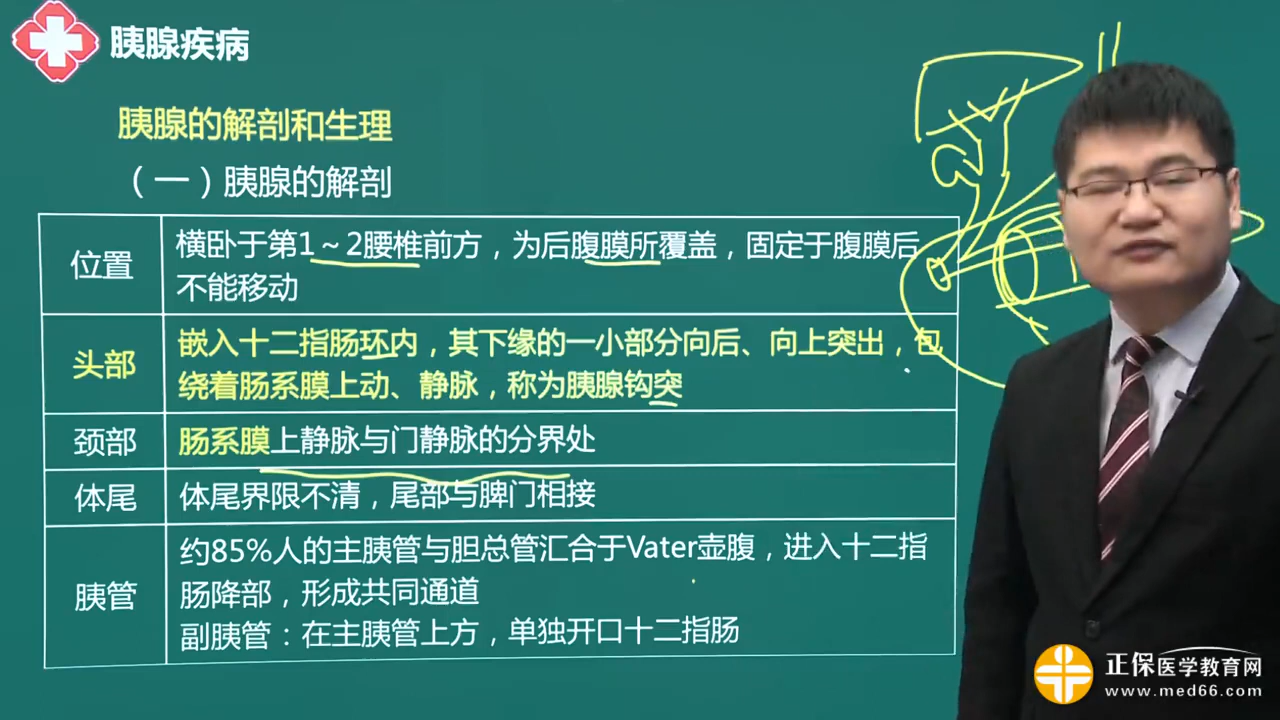 胰腺疾病
胰腺的解剖和生理
（一）胰腺的解剖
位置
横卧于第1～2腰椎前方，为后腹膜所覆盖，固定于腹膜后
不能移动
头部
嵌入十二指肠环内，其下缘的一小部分向后、向上突出，包
绕着肠系膜上动、静脉，称为胰腺钩突
颈部
肠系膜上静脉与门静脉的分界处
体尾
体尾界限不清，尾部与脾门相接
胰管
约85%人的主胰管与胆总管汇合于Vater壶腹，进入十二指
肠降部，形成共同通道
副胰管：在主胰管上方，单独开口十二指肠
正保医学教育网
www.med66.com